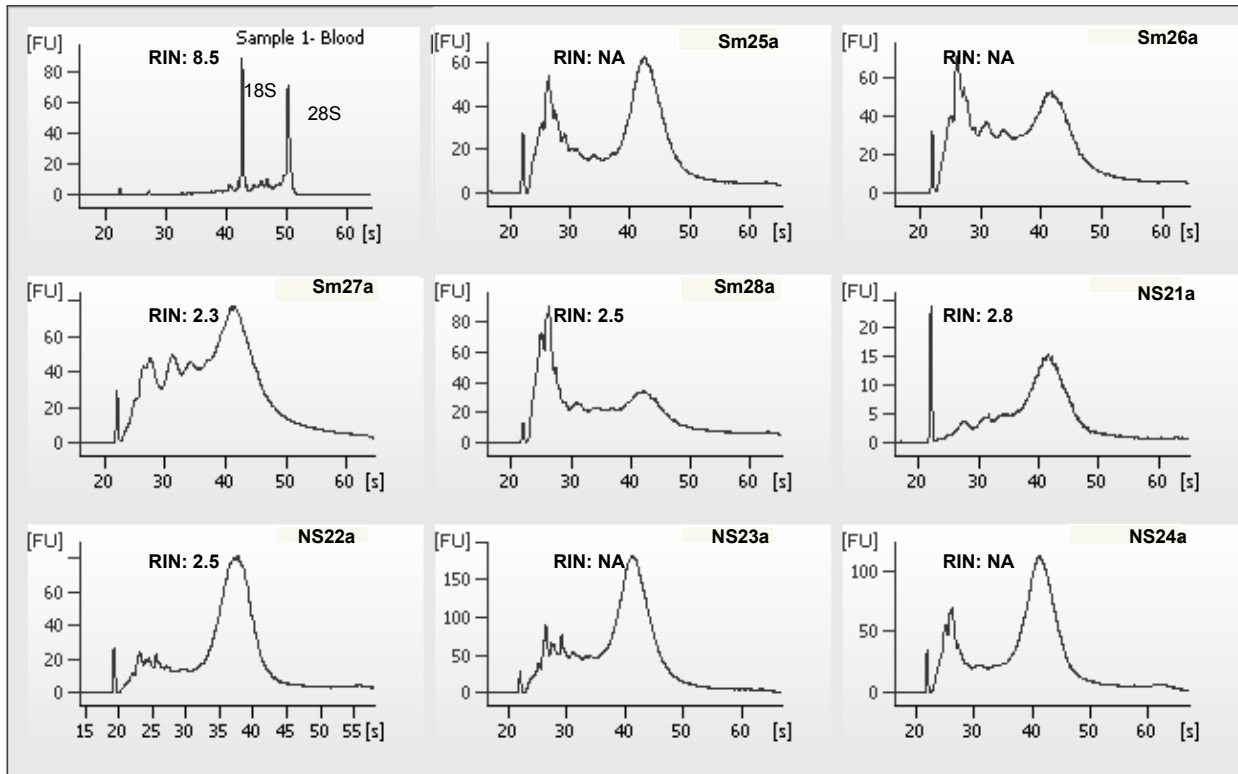 [FU] Sample 1- Blood
RIN: 8.5
80
60
40
20
0
18S
28S
20 30 40 50 60 [s]
[FU] Sm25a
RIN: NA
60
40
20
0
20 30 40 50 60 [s]
[FU] Sm26a
RIN: NA
60
40
20
0
20 30 40 50 60 [s]
[FU] Sm27a
RIN: 2.3
60
40
20
0
20 30 40 50 60 [s]
[FU] Sm28a
RIN: 2.5
80
60
40
20
0
20 30 40 50 60 [s]
[FU] NS21a
RIN: 2.8
25
20
15
10
5
0
20 30 40 50 60 [s]
[FU] NS22a
RIN: 2.5
60
40
20
0
15 20 25 30 35 40 45 50 55 [s]
[FU] NS23a
RIN: NA
150
100
50
0
20 30 40 50 60 [s]
[FU] NS24a
RIN: NA
100
50
0
20 30 40 50 60 [s]